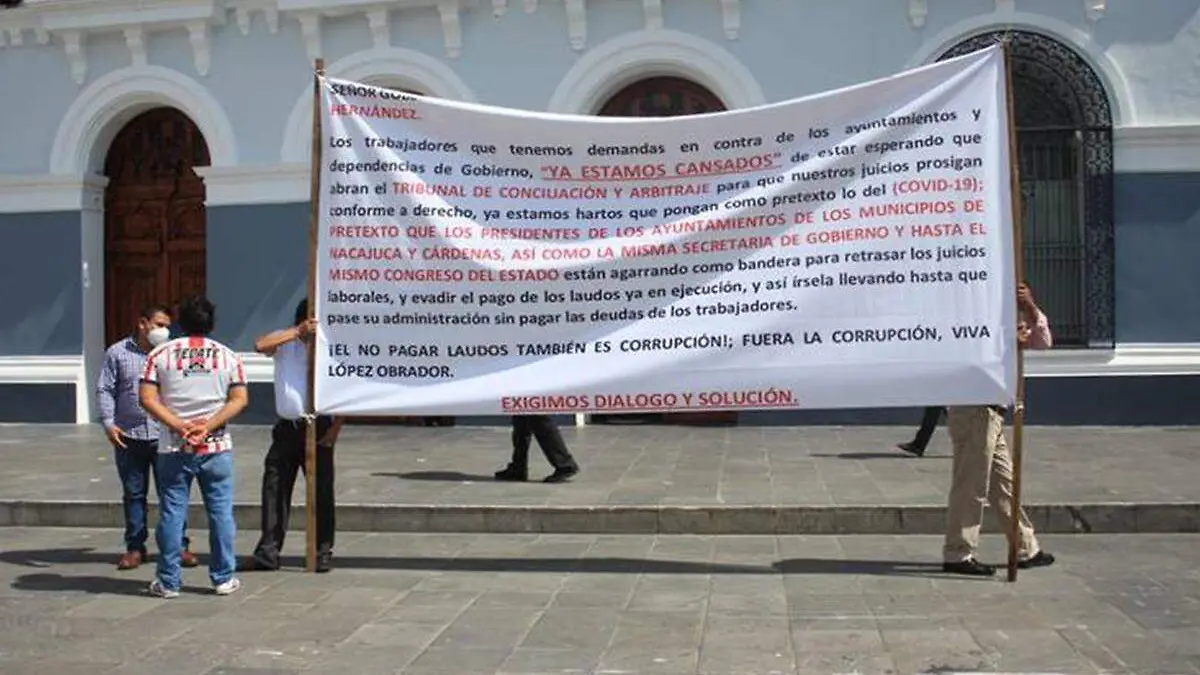 SEÑOR
HERNÁNDEZ.
Los trabajadores que tenemos demandas en contra de los ayuntamientos y
dependencias de Gobierno, "YA ESTAMOS CANSADOS" de estar esperando que
abran el TRIBUNAL DE CONCILIACIÓN Y ARBITRAJE para que nuestros juicios prosigan
conforme a derecho, ya estamos hartos que pongan como pretexto lo del (COVID-19);
PRETEXTO QUE LOS PRESIDENTES DE LOS AYUNTAMIENTOS DE LOS MUNICIPIOS DE
NACAJUCA Y CÁRDENAS, ASÍ COMO LA MISMA SECRETARIA DE GOBIERNO Y HASTA EL
MISMO CONGRESO DEL ESTADO están agarrando como bandera para retrasar los juicios
laborales, y evadir el pago de los laudos ya en ejecución, y así írsela llevando hasta que
pase su administración sin pagar las deudas de los trabajadores.
¡EL NO PAGAR LAUDOS TAMBIÉN ES CORRUPCIÓN!; FUERA LA CORRUPCIÓN, VIVA
LÓPEZ OBRADOR.
EXIGIMOS DIALOGO Y SOLUCIÓN.
TECATE